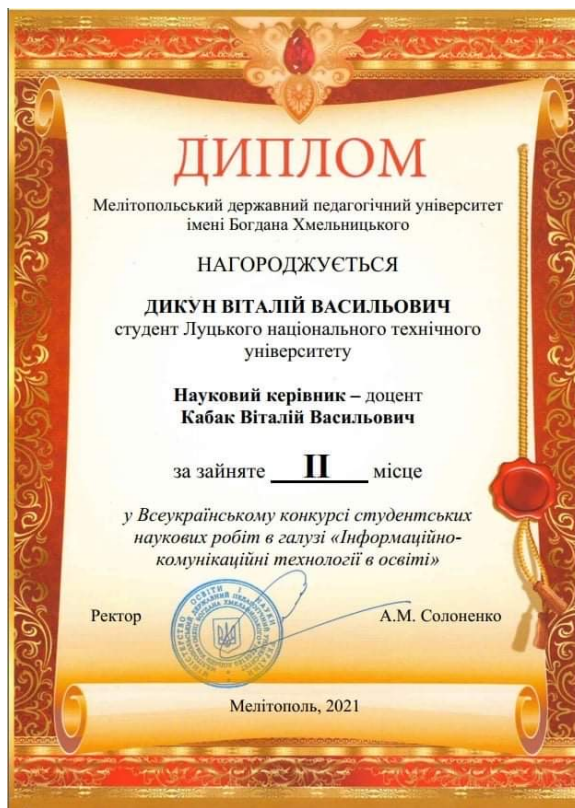 ДИПЛОМ
Мелітопольський державний педагогічний університет
імені Богдана Хмельницького
НАГОРОДЖУЄТЬСЯ
ДИКУН ВІТАЛІЙ ВАСИЛЬОВИЧ
студент Луцького національного технічного
університету
Науковий керівник – доцент
Кабак Віталій Васильович
за зайняте II місце
у Всеукраїнському конкурсі студентських
наукових робіт в галузі «Інформаційно-
комунікаційні технології в освіті»
Ректор А.М. Солоненко
Мелітополь, 2021